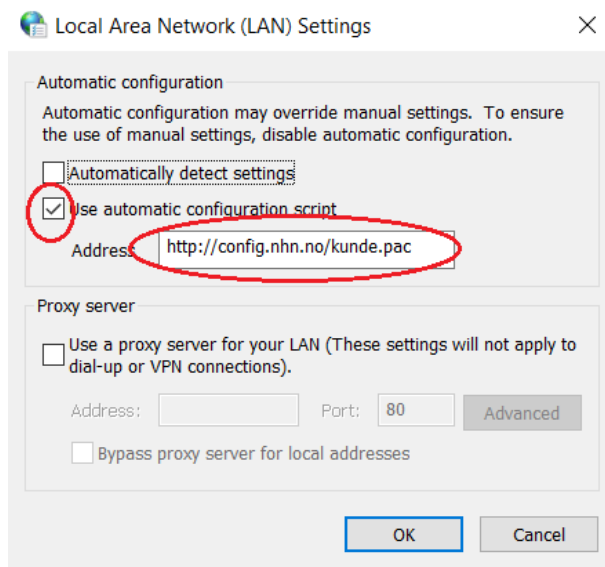 Local Area Network (LAN) Settings
Automatic configuration
Automatic configuration may override manual settings. To ensure
the use of manual settings, disable automatic configuration.
Automatically detect settings
Use automatic configuration script
Address http://config.nhn.no/kunde.pac
Proxy server
Use a proxy server for your LAN (These settings will not apply to
dial-up or VPN connections).
Address: Port: 80 Advanced
Bypass proxy server for local addresses
OK Cancel